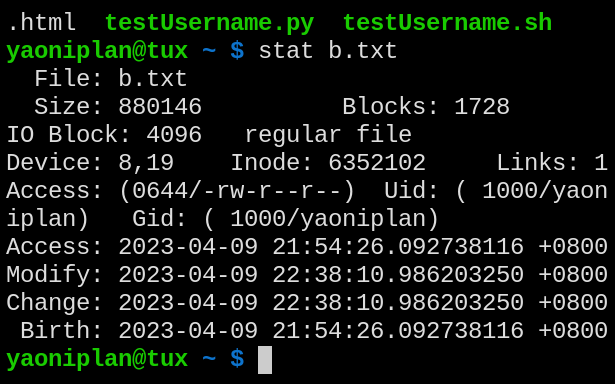 .html  testUsername.py  testUsername.sh
yaoniplan@tux ~ $ stat b.txt
  File: b.txt
  Size: 880146          Blocks: 1728
IO Block: 4096   regular file
Device: 8,19    Inode: 6352102     Links: 1
Access: (0644/-rw-r--r--)  Uid: ( 1000/yaon
iplan)   Gid: ( 1000/yaoniplan)
Access: 2023-04-09 21:54:26.092738116 +0800
Modify: 2023-04-09 22:38:10.986203250 +0800
Change: 2023-04-09 22:38:10.986203250 +0800
 Birth: 2023-04-09 21:54:26.092738116 +0800
yaoniplan@tux ~ $